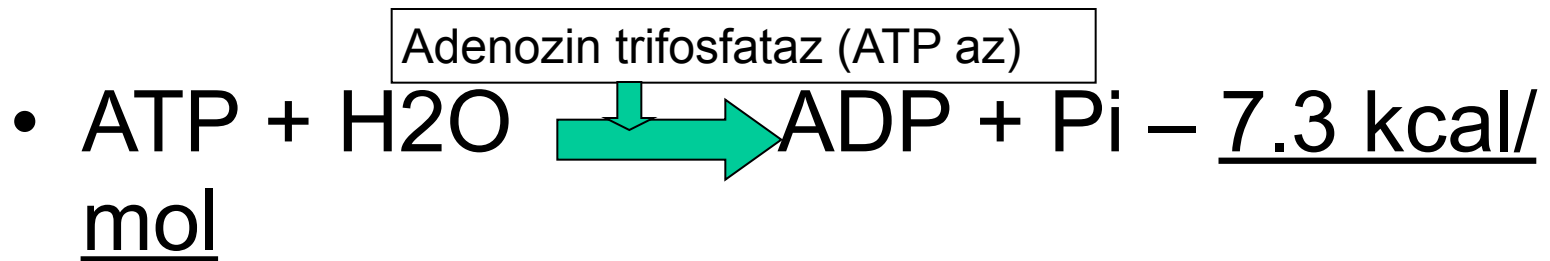 Adenozin trifosfataz (ATP az)
• ATP + H2O ADP + Pi – 7.3 kcal/
mol